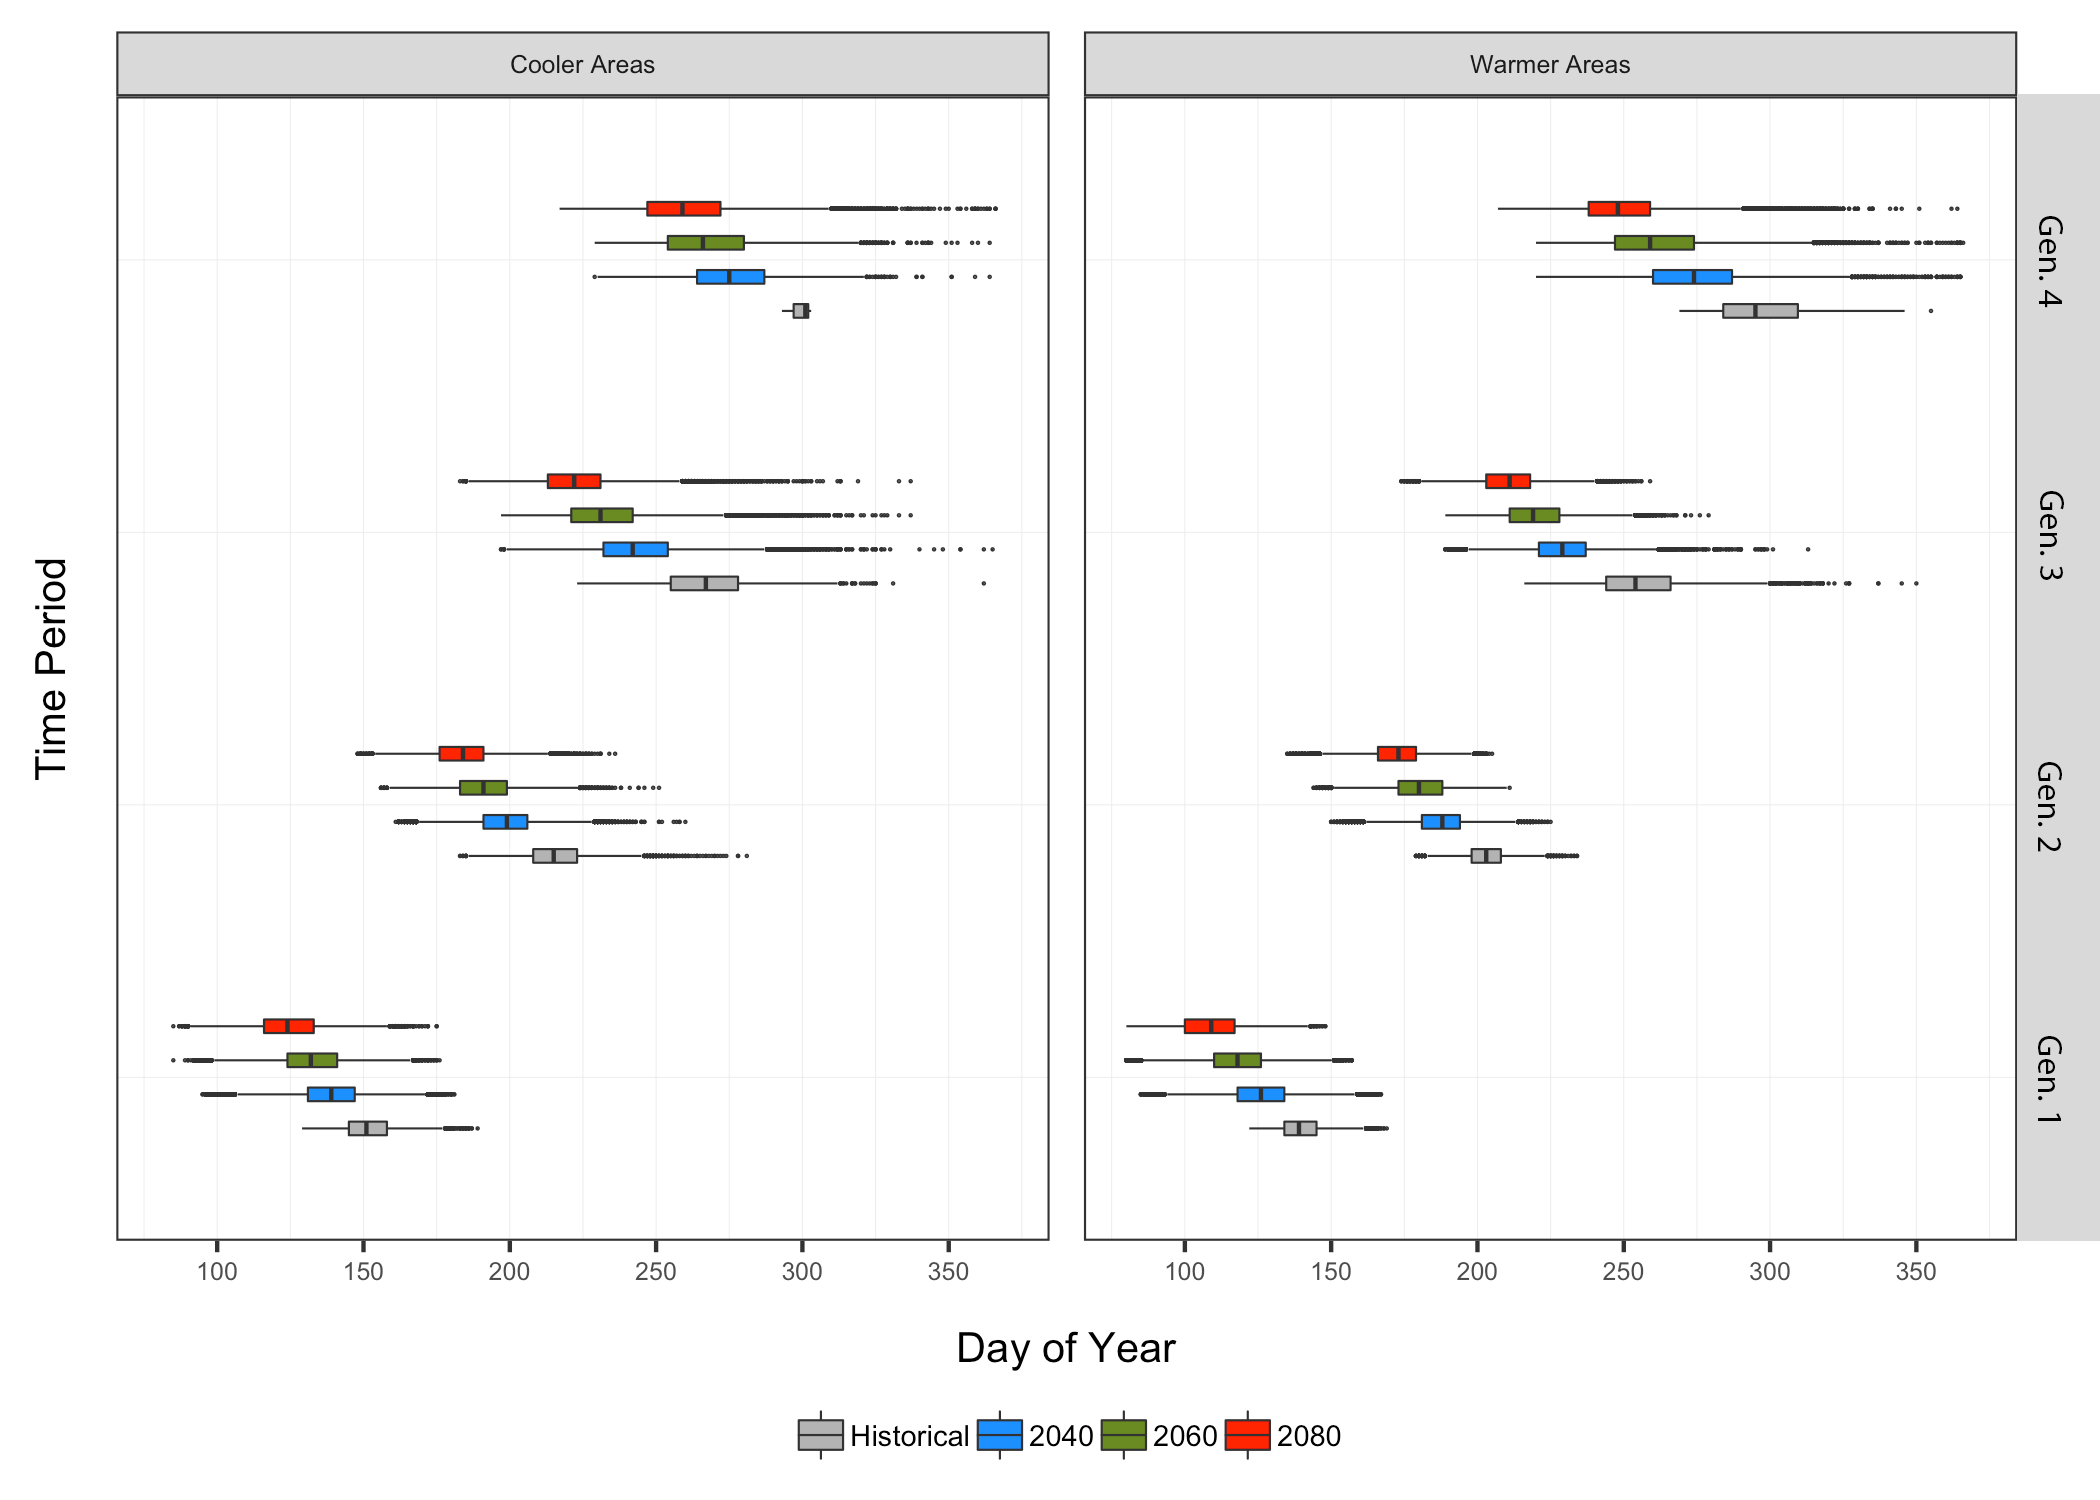 Cooler Areas
Warmer Areas
Time Period
Gen. 4
Gen. 3
Gen. 2
Gen. 1
100 150 200 250 300 350
100 150 200 250 300 350
Day of Year
Historical 2040 2060 2080